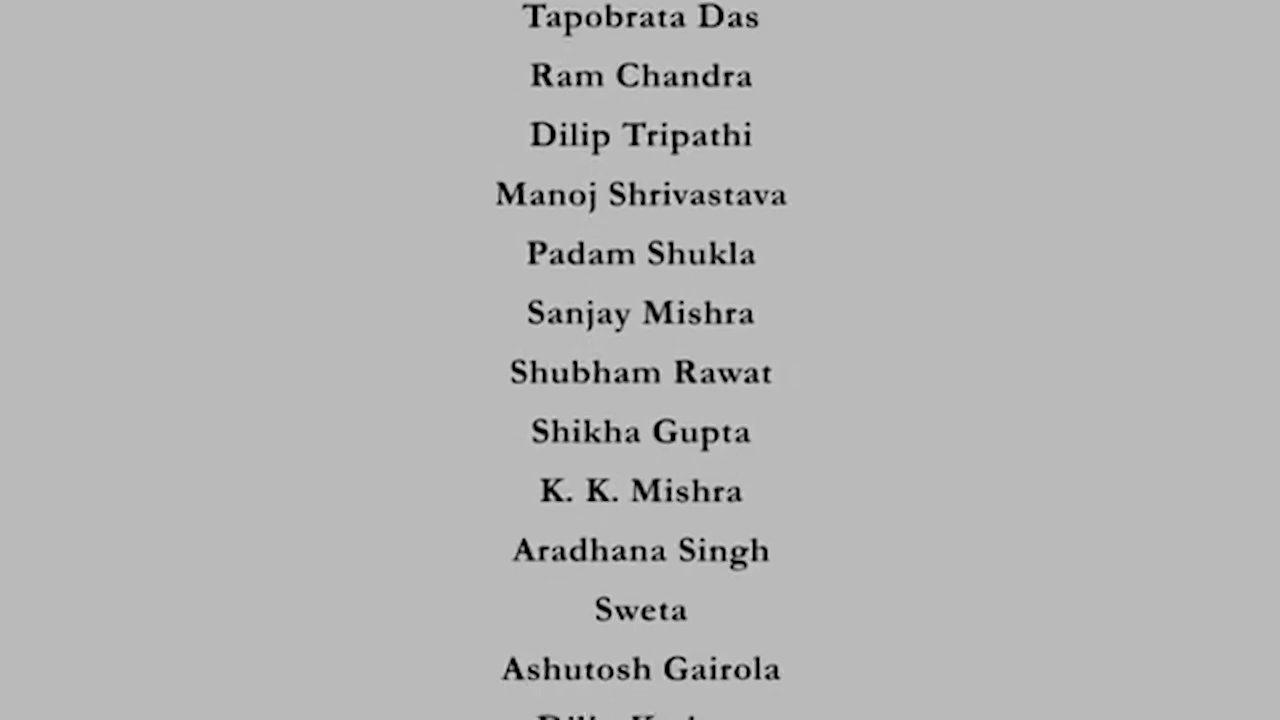 Tapobrata Das
Ram Chandra
Dilip Tripathi
Manoj Shrivastava
Padam Shukla
Sanjay Mishra
Shubham Rawat
Shikha Gupta
K. K. Mishra
Aradhana Singh
Sweta
Ashutosh Gairola